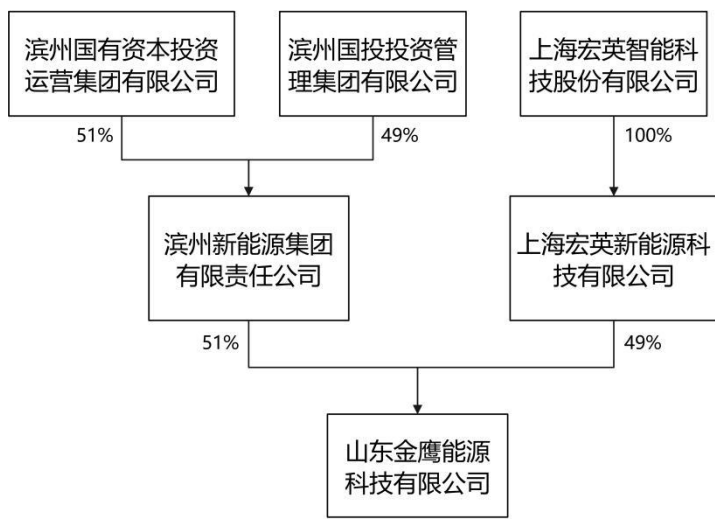 滨州国有资本投资
运营集团有限公司
滨州国投投资管
理集团有限公司
上海宏英智能科
技股份有限公司
51%
49%
100%
滨州新能源集团
有限责任公司
上海宏英新能源科
技有限公司
51%
49%
山东金鹰能源
科技有限公司